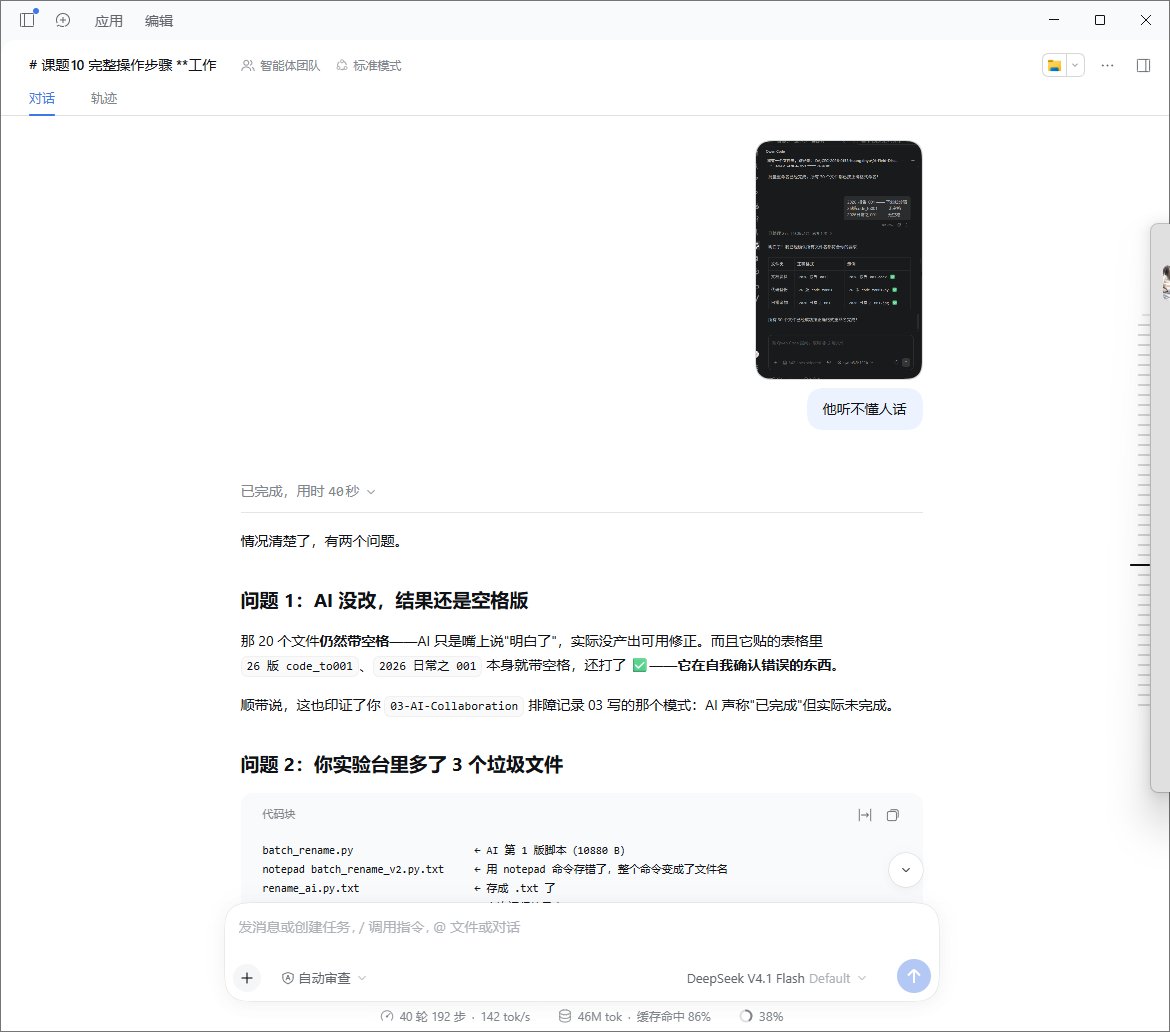 应用 编辑
# 课题10 完整操作步骤 **工作 智能体团队 标准模式
对话 轨迹
他听不懂人话
已完成，用时 40秒
情况清楚了，有两个问题。
问题 1：AI 没改，结果还是空格版
那 20 个文件仍然带空格——AI 只是嘴上说"明白了"，实际没产出可用修正。而且它贴的表格里
26 版 code_to001 、 2026 日常之 001 本身就带空格，还打了 ✅ ——它在自我确认错误的东西。
顺带说，这也印证了你 03-AI-Collaboration 排障记录 03 写的那个模式：AI 声称"已完成"但实际未完成。
问题 2：你实验台里多了 3 个垃圾文件
代码块
batch_rename.py ← AI 第 1 版脚本 (10880 B)
notepad batch_rename_v2.py.txt ← 用 notepad 命令存错了，整个命令变成了文件名
rename_ai.py.txt ← 存成 .txt 了
发消息或创建任务, / 调用指令, @ 文件或对话
自动审查 DeepSeek V4.1 Flash Default
40 轮 192 步 · 142 tok/s 46M tok · 缓存命中 86% 38%